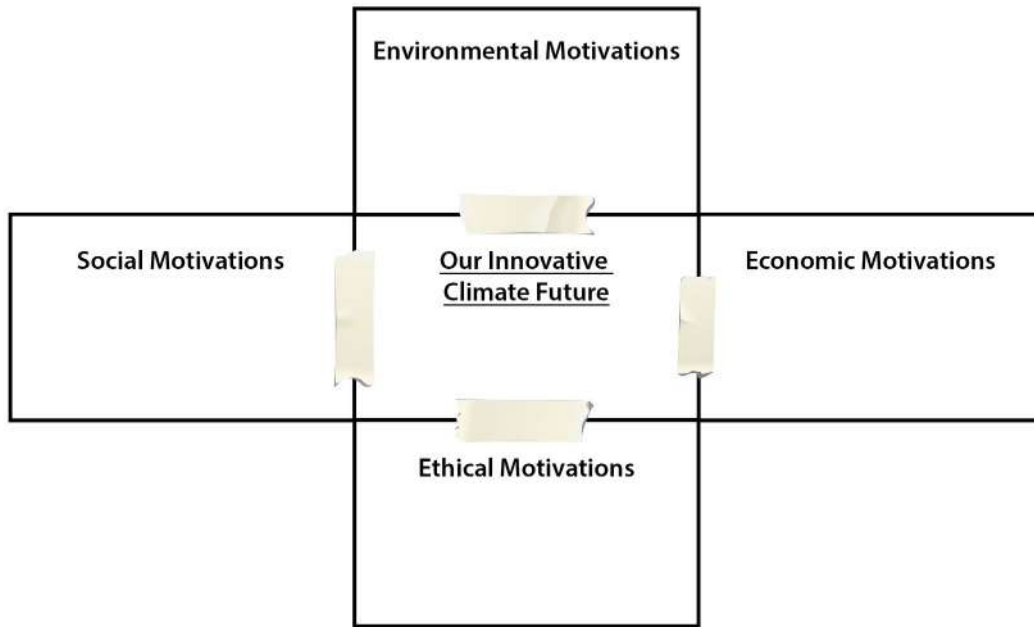 Environmental Motivations
Social Motivations
Our Innovative
Climate Future
Economic Motivations
Ethical Motivations